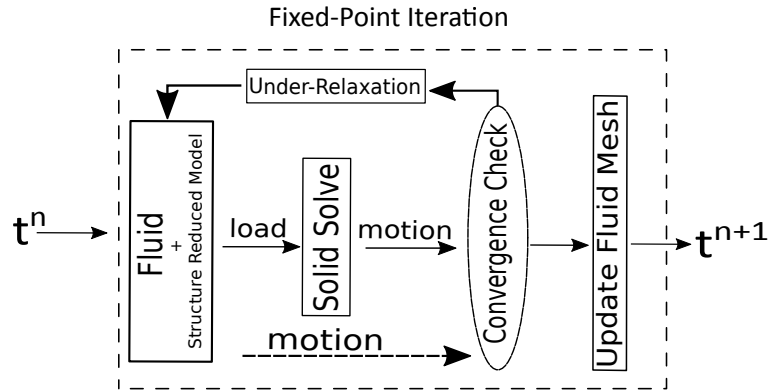 Fixed-Point Iteration
Under-Relaxation
t^n
Fluid
+
Structure Reduced Model
load
Solid Solve
motion
motion
Convergence Check
Update Fluid Mesh
t^n+1